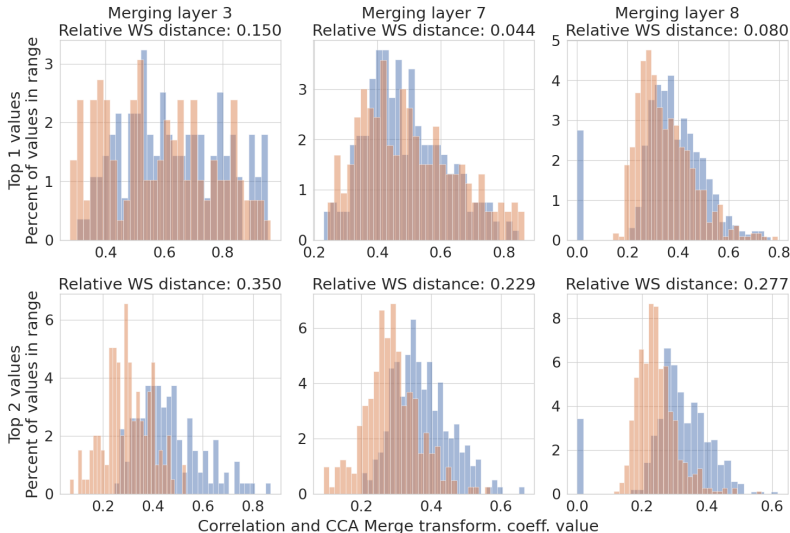 Merging layer 3
Relative WS distance: 0.150
Merging layer 7
Relative WS distance: 0.044
Merging layer 8
Relative WS distance: 0.080
Top 1 values
Percent of values in range
3
2
1
0
0.4 0.6 0.8
3
2
1
0
0.2 0.4 0.6 0.8
5
4
3
2
1
0
0.0 0.2 0.4 0.6 0.8
Relative WS distance: 0.350
Relative WS distance: 0.229
Relative WS distance: 0.277
Top 2 values
Percent of values in range
6
4
2
0
0.2 0.4 0.6 0.8
6
4
2
0
0.2 0.4 0.6
8
6
4
2
0
0.0 0.2 0.4 0.6
Correlation and CCA Merge transform. coeff. value